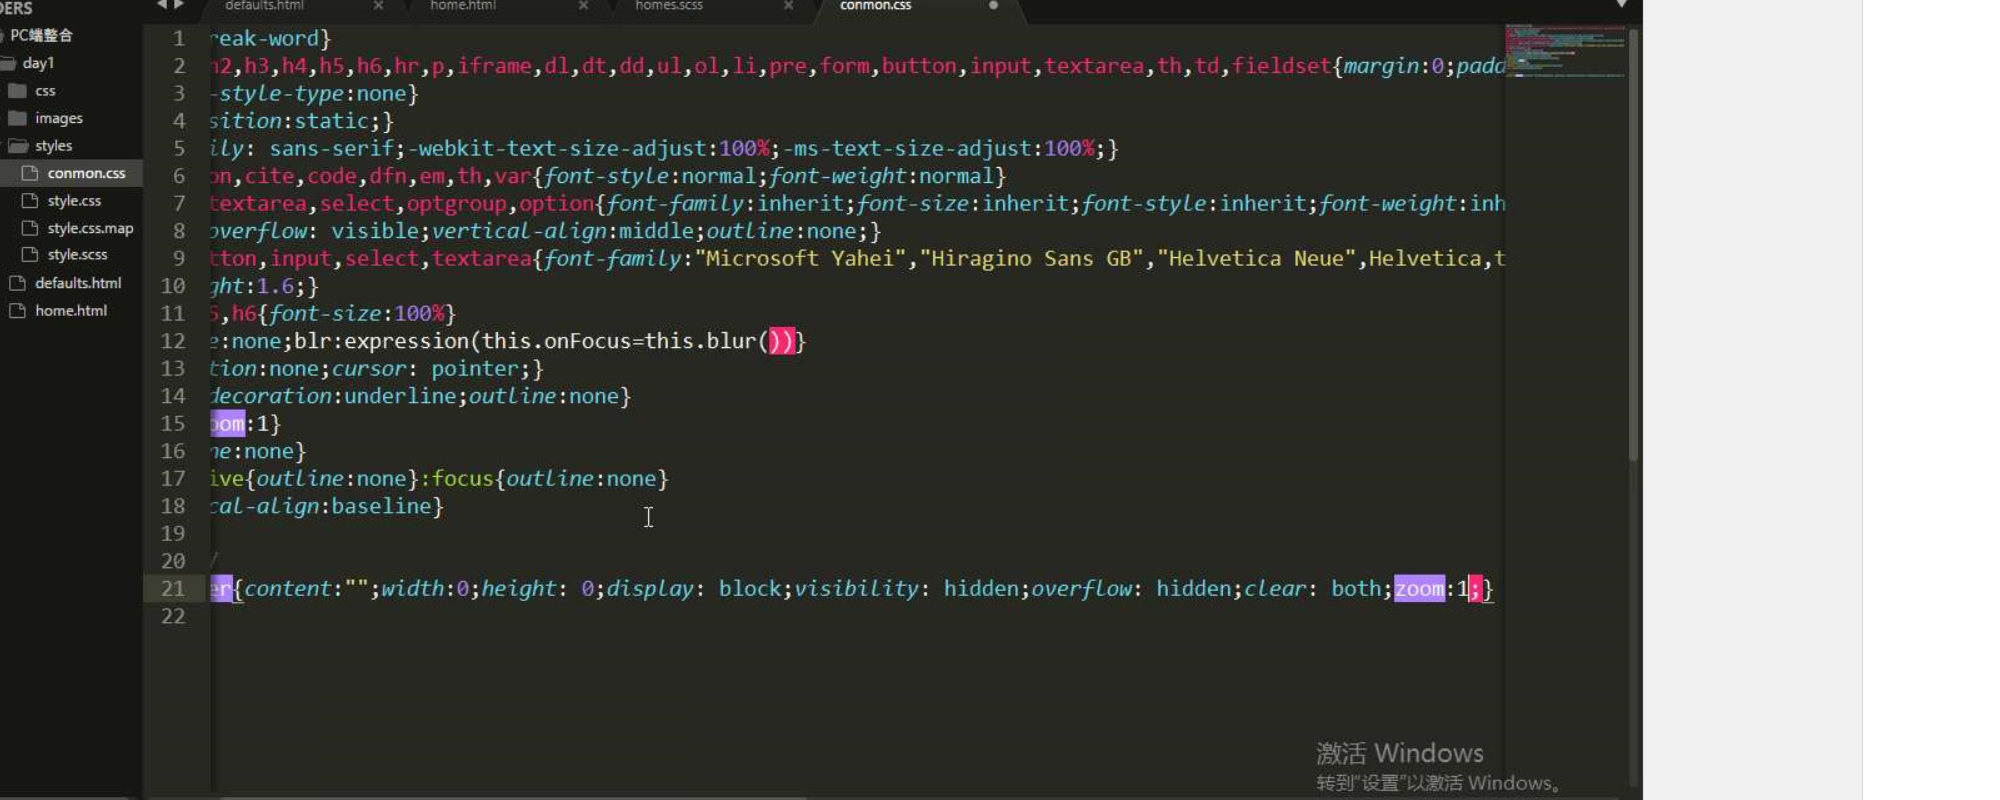 DERS
PC端整合
day1
css
images
styles
conmon.css
style.css
style.css.map
style.scss
defaults.html
home.html
defaults.html × home.html × homes.scss × conmon.css
1 reak-word}
2 h2,h3,h4,h5,h6,hr,p,iframe,dl,dt,dd,ul,ol,li,pre,form,button,input,textarea,th,td,fieldset{margin:0;padd
3 -style-type:none}
4 sition:static;}
5 ily: sans-serif;-webkit-text-size-adjust:100%;-ms-text-size-adjust:100%;}
6 on,cite,code,dfn,em,th,var{font-style:normal;font-weight:normal}
7 textarea,select,optgroup,option{font-family:inherit;font-size:inherit;font-style:inherit;font-weight:inh
8 overflow: visible;vertical-align:middle;outline:none;}
9 tton,input,select,textarea{font-family:"Microsoft Yahei","Hiragino Sans GB","Helvetica Neue",Helvetica,t
10 ght:1.6;}
11 5,h6{font-size:100%}
12 e:none;blr:expression(this.onFocus=this.blur())}
13 tion:none;cursor: pointer;}
14 decoration:underline;outline:none}
15 oom:1}
16 ne:none}
17 ive{outline:none}:focus{outline:none}
18 cal-align:baseline}
19
20 /
21 er{content:"";width:0;height: 0;display: block;visibility: hidden;overflow: hidden;clear: both;zoom:1;}
22
激活 Windows
转到"设置"以激活 Windows。